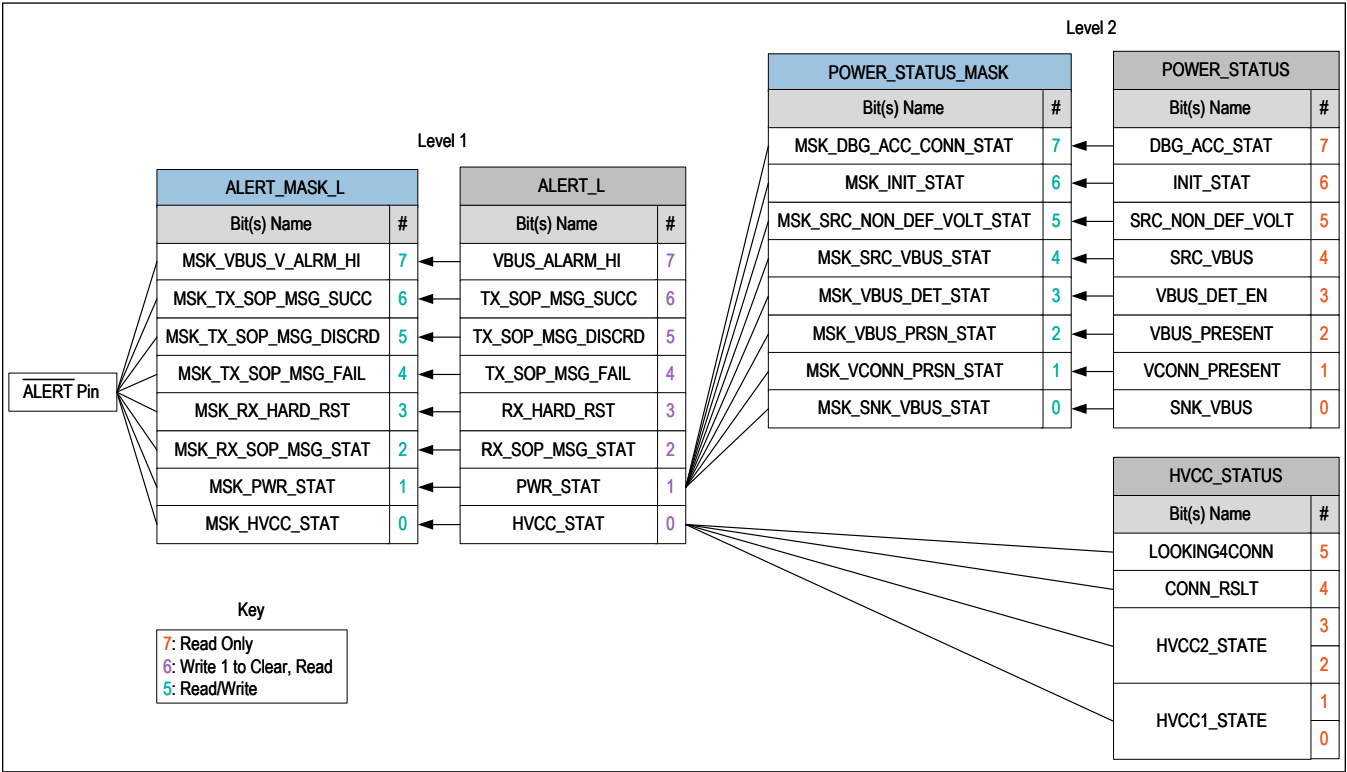 Level 2
POWER_STATUS_MASK
Bit(s) Name #
MSK_DBG_ACC_CONN_STAT 7
MSK_INIT_STAT 6
MSK_SRC_NON_DEF_VOLT_STAT 5
MSK_SRC_VBUS_STAT 4
MSK_VBUS_DET_STAT 3
MSK_VBUS_PRSN_STAT 2
MSK_VCONN_PRSN_STAT 1
MSK_SNK_VBUS_STAT 0
POWER_STATUS
Bit(s) Name #
DBG_ACC_STAT 7
INIT_STAT 6
SRC_NON_DEF_VOLT 5
SRC_VBUS 4
VBUS_DET_EN 3
VBUS_PRESENT 2
VCONN_PRESENT 1
SNK_VBUS 0
Level 1
ALERT_MASK_L
Bit(s) Name #
MSK_VBUS_V_ALRM_HI 7
MSK_TX_SOP_MSG_SUCC 6
MSK_TX_SOP_MSG_DISCRD 5
MSK_TX_SOP_MSG_FAIL 4
MSK_RX_HARD_RST 3
MSK_RX_SOP_MSG_STAT 2
MSK_PWR_STAT 1
MSK_HVCC_STAT 0
ALERT_L
Bit(s) Name #
VBUS_ALARM_HI 7
TX_SOP_MSG_SUCC 6
TX_SOP_MSG_DISCRD 5
TX_SOP_MSG_FAIL 4
RX_HARD_RST 3
RX_SOP_MSG_STAT 2
PWR_STAT 1
HVCC_STAT 0
ALERT Pin
HVCC_STATUS
Bit(s) Name #
LOOKING4CONN 5
CONN_RSLT 4
HVCC2_STATE 3
2
HVCC1_STATE 1
0
Key
7: Read Only
6: Write 1 to Clear, Read
5: Read/Write